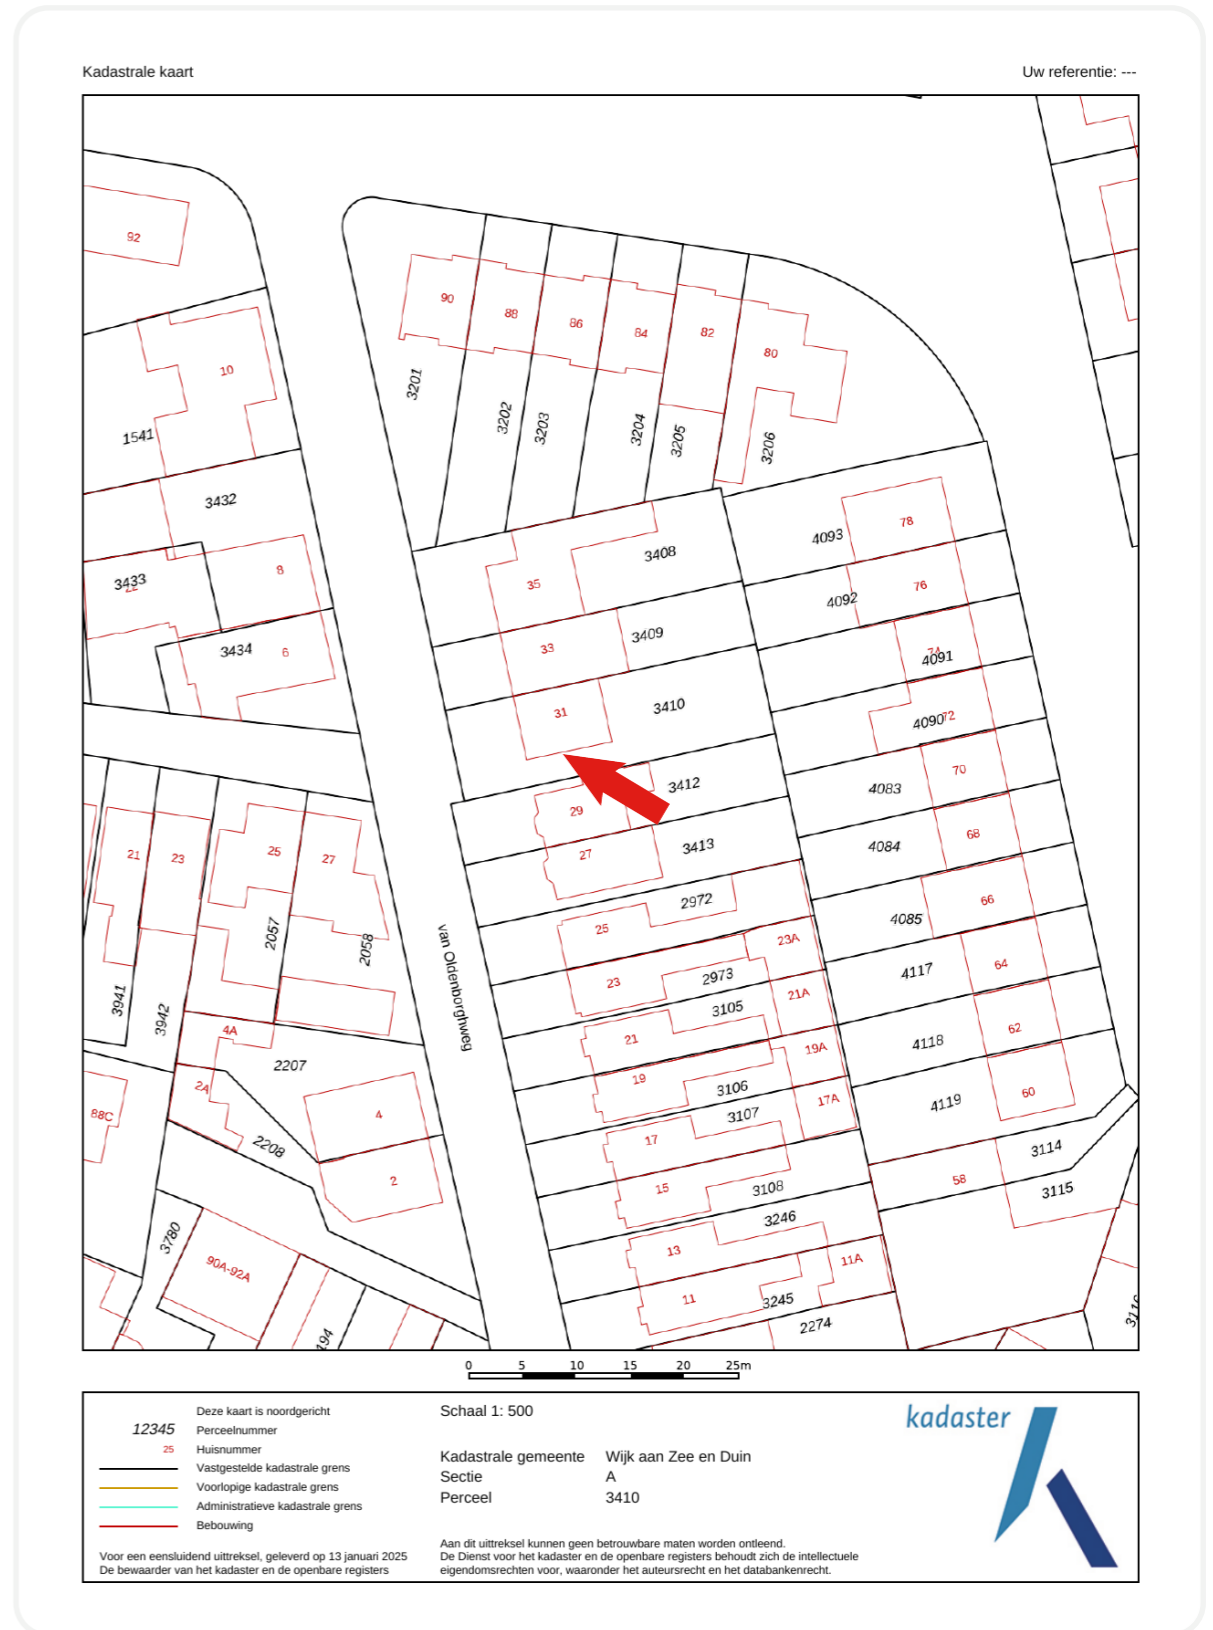 Kadastrale kaart
Uw referentie: ---
92
10
1541
3432
8
3433
22
3434
6
90
88
86
84
82
80
3201
3202
3203
3204
3205
3206
3408
35
33
3409
31
3410
3412
29
27
3413
2972
25
23
2973
23A
21A
3105
21
19
19A
3106
3107
17A
17
15
3108
3246
13
11A
11
3245
2274
4093
78
4092
76
74
4091
4090
72
4083
70
4084
68
4085
66
4117
64
4118
62
4119
60
3114
58
3115
van Oldenborghweg
21
23
25
27
2057
2058
3941
3942
4A
2207
2A
88C
4
2208
2
3780
90A-92A
0 5 10 15 20 25m
Deze kaart is noordgericht
12345 Perceelnummer
25 Huisnummer
Vastgestelde kadastrale grens
Voorlopige kadastrale grens
Administratieve kadastrale grens
Bebouwing
Voor een eensluidend uittreksel, geleverd op 13 januari 2025
De bewaarder van het kadaster en de openbare registers
Schaal 1: 500
Kadastrale gemeente Wijk aan Zee en Duin
Sectie A
Perceel 3410
Aan dit uittreksel kunnen geen betrouwbare maten worden ontleend.
De Dienst voor het kadaster en de openbare registers behoudt zich de intellectuele
eigendomsrechten voor, waaronder het auteursrecht en het databankenrecht.
kadaster